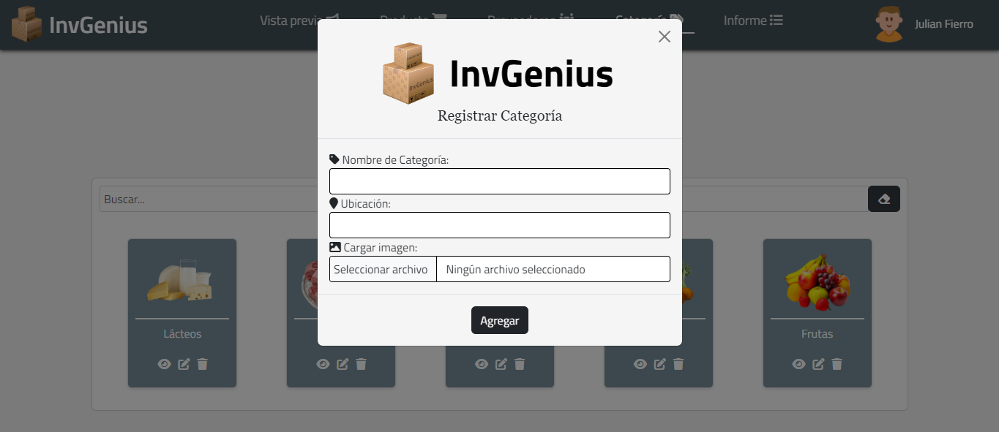 InvGenius
Vista previa
Producto
Proveedores
Categoría
Informe
Julian Fierro
InvGenius
InvGenius
Registrar Categoría
Nombre de Categoría:
Ubicación:
Cargar imagen:
Seleccionar archivo Ningún archivo seleccionado
Agregar
Buscar...
Lácteos
Frutas